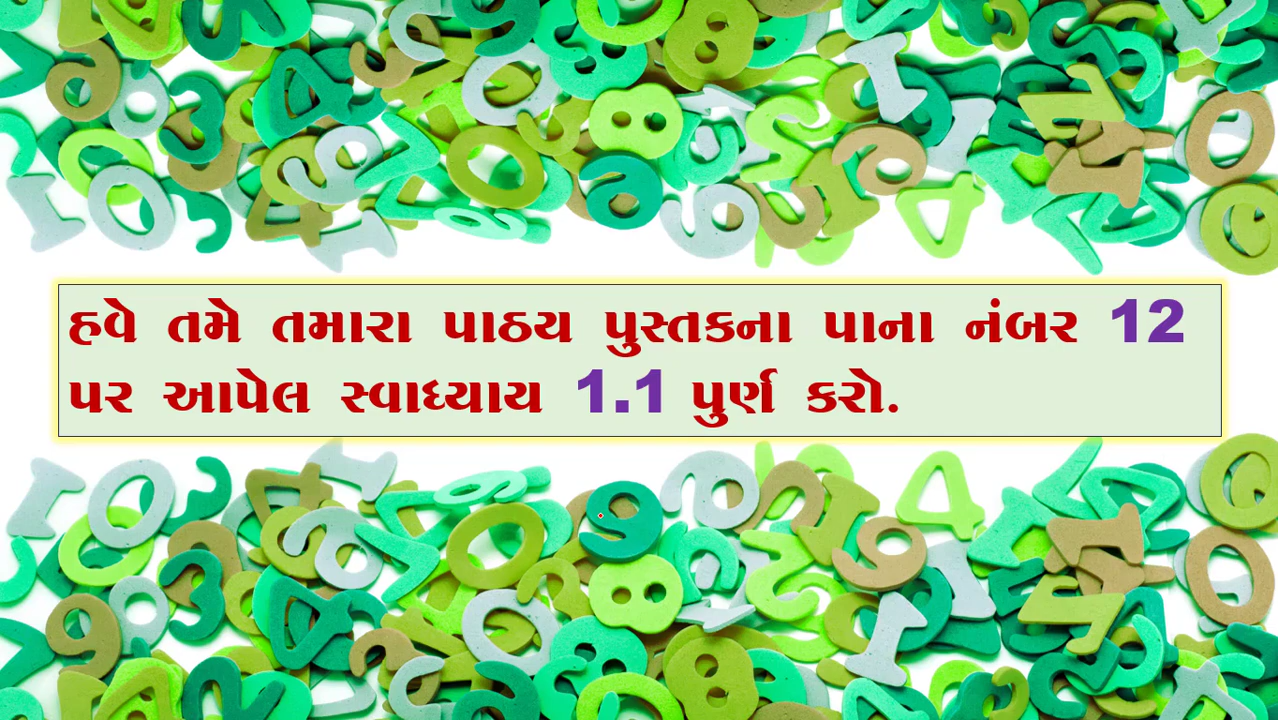 હવે તમે તમારા પાઠય પુસ્તકના પાના નંબર 12
પર આપેલ સ્વાધ્યાય 1.1 પુર્ણ કરો.